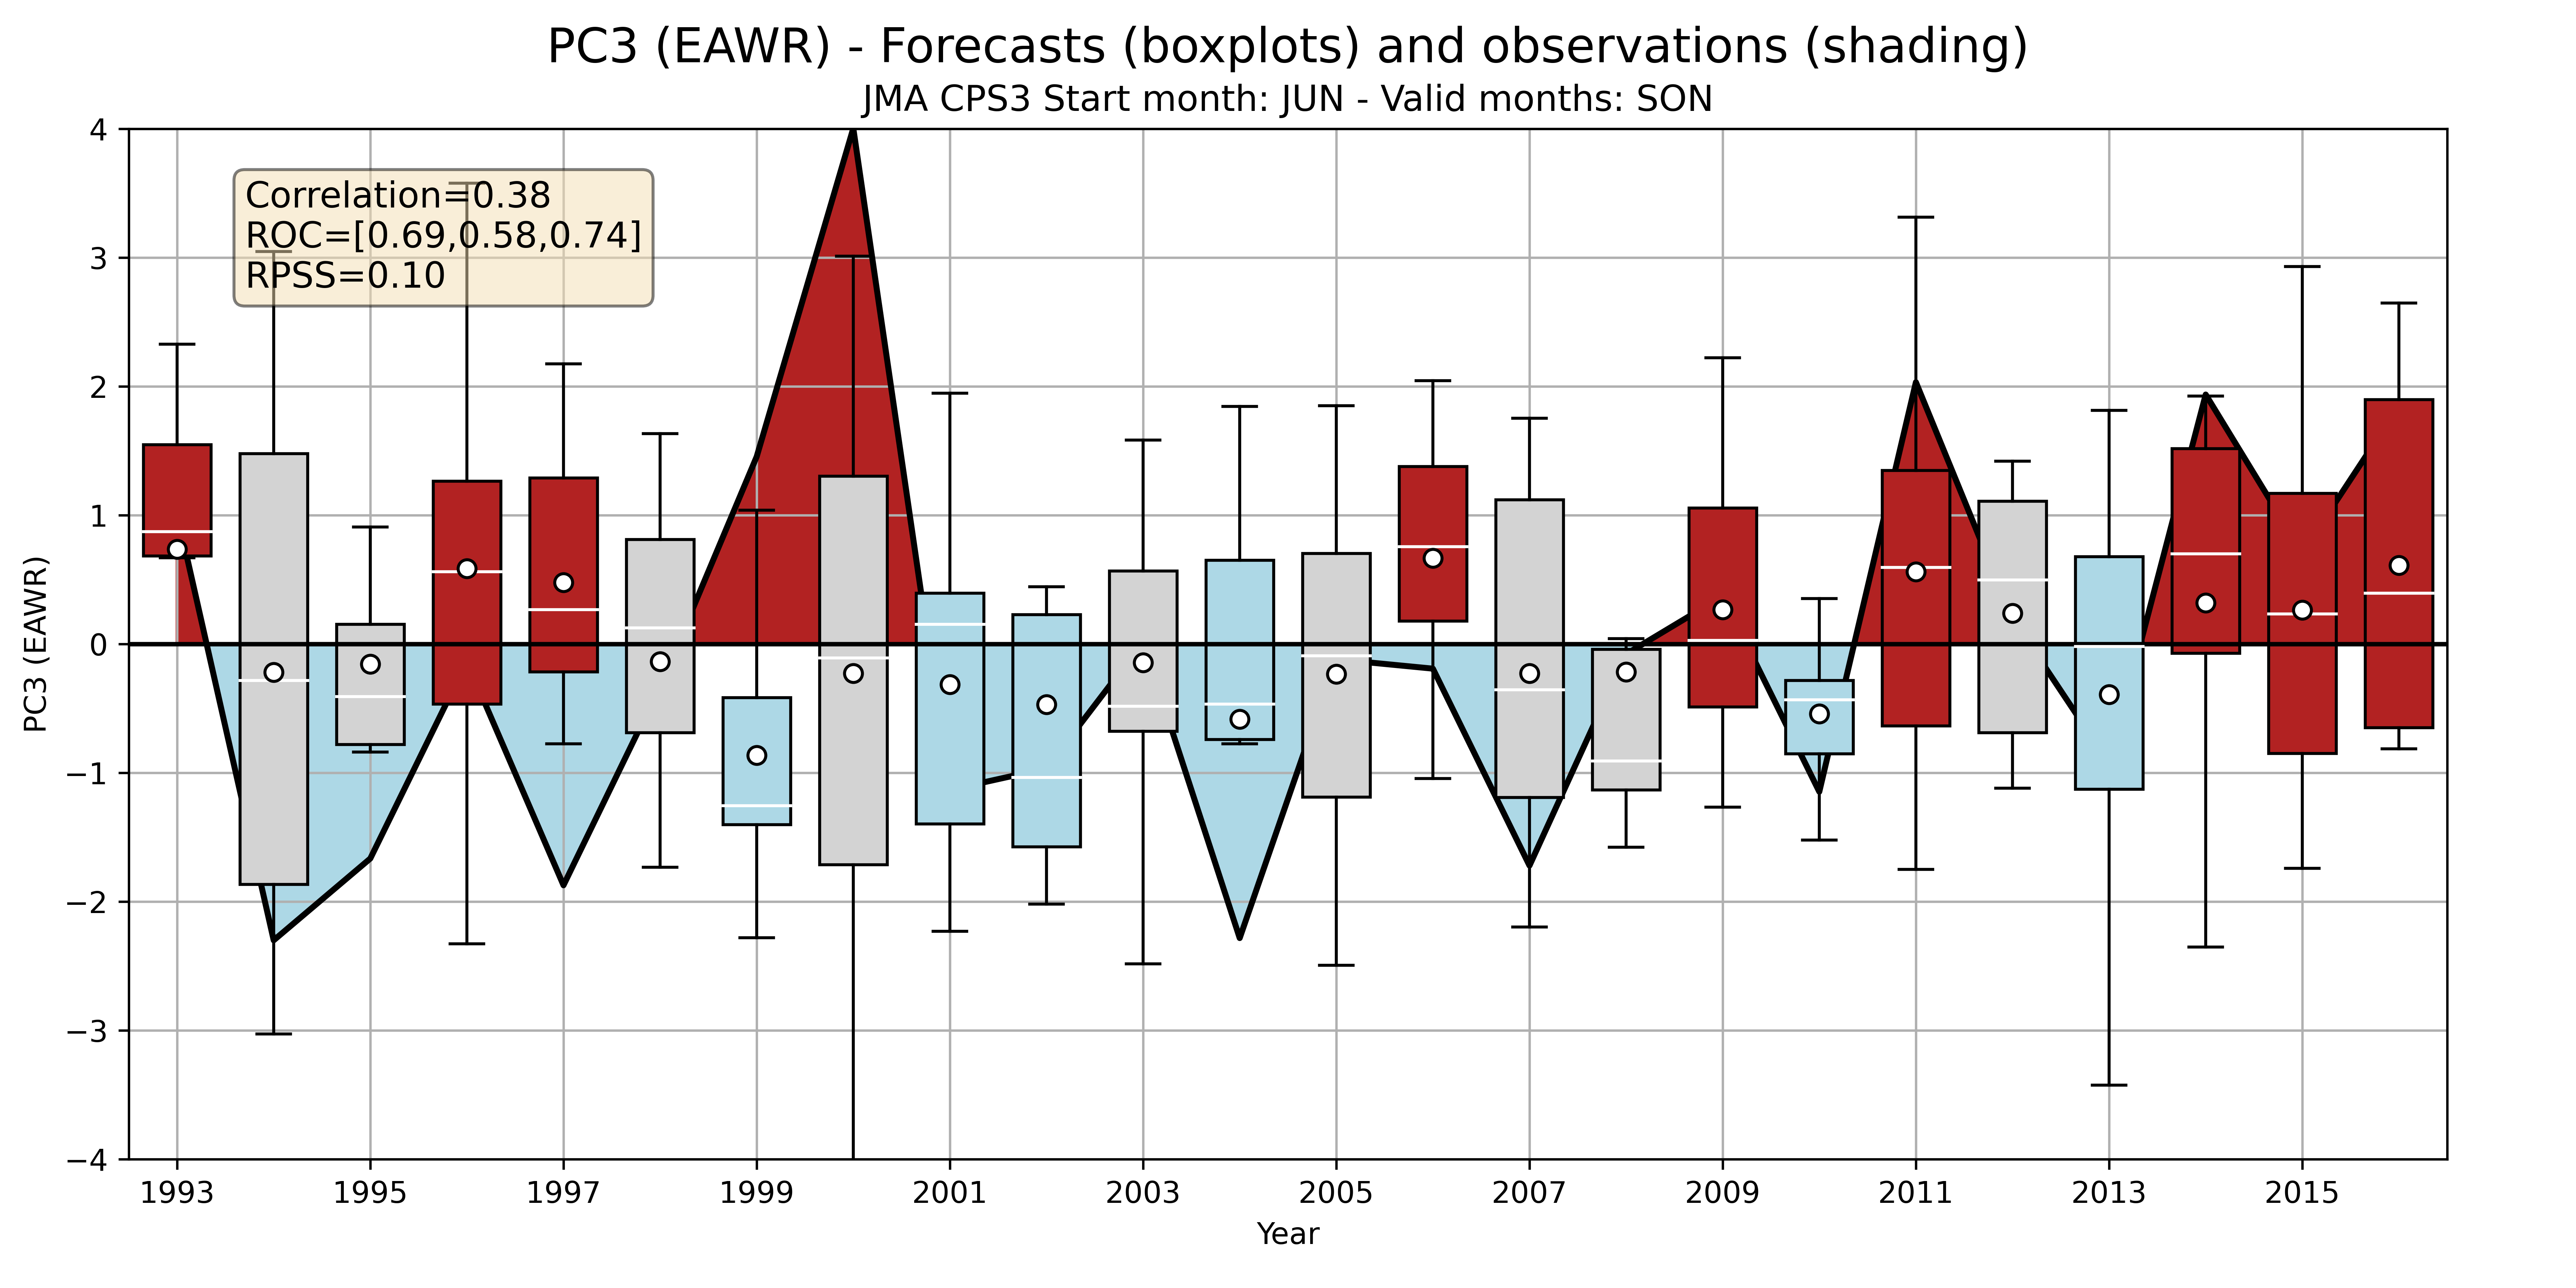 PC3 (EAWR) - Forecasts (boxplots) and observations (shading)
JMA CPS3 Start month: JUN - Valid months: SON
Correlation=0.38
ROC=[0.69,0.58,0.74]
RPSS=0.10
PC3 (EAWR)
4
3
2
1
0
−1
−2
−3
−4
1993 1995 1997 1999 2001 2003 2005 2007 2009 2011 2013 2015
Year